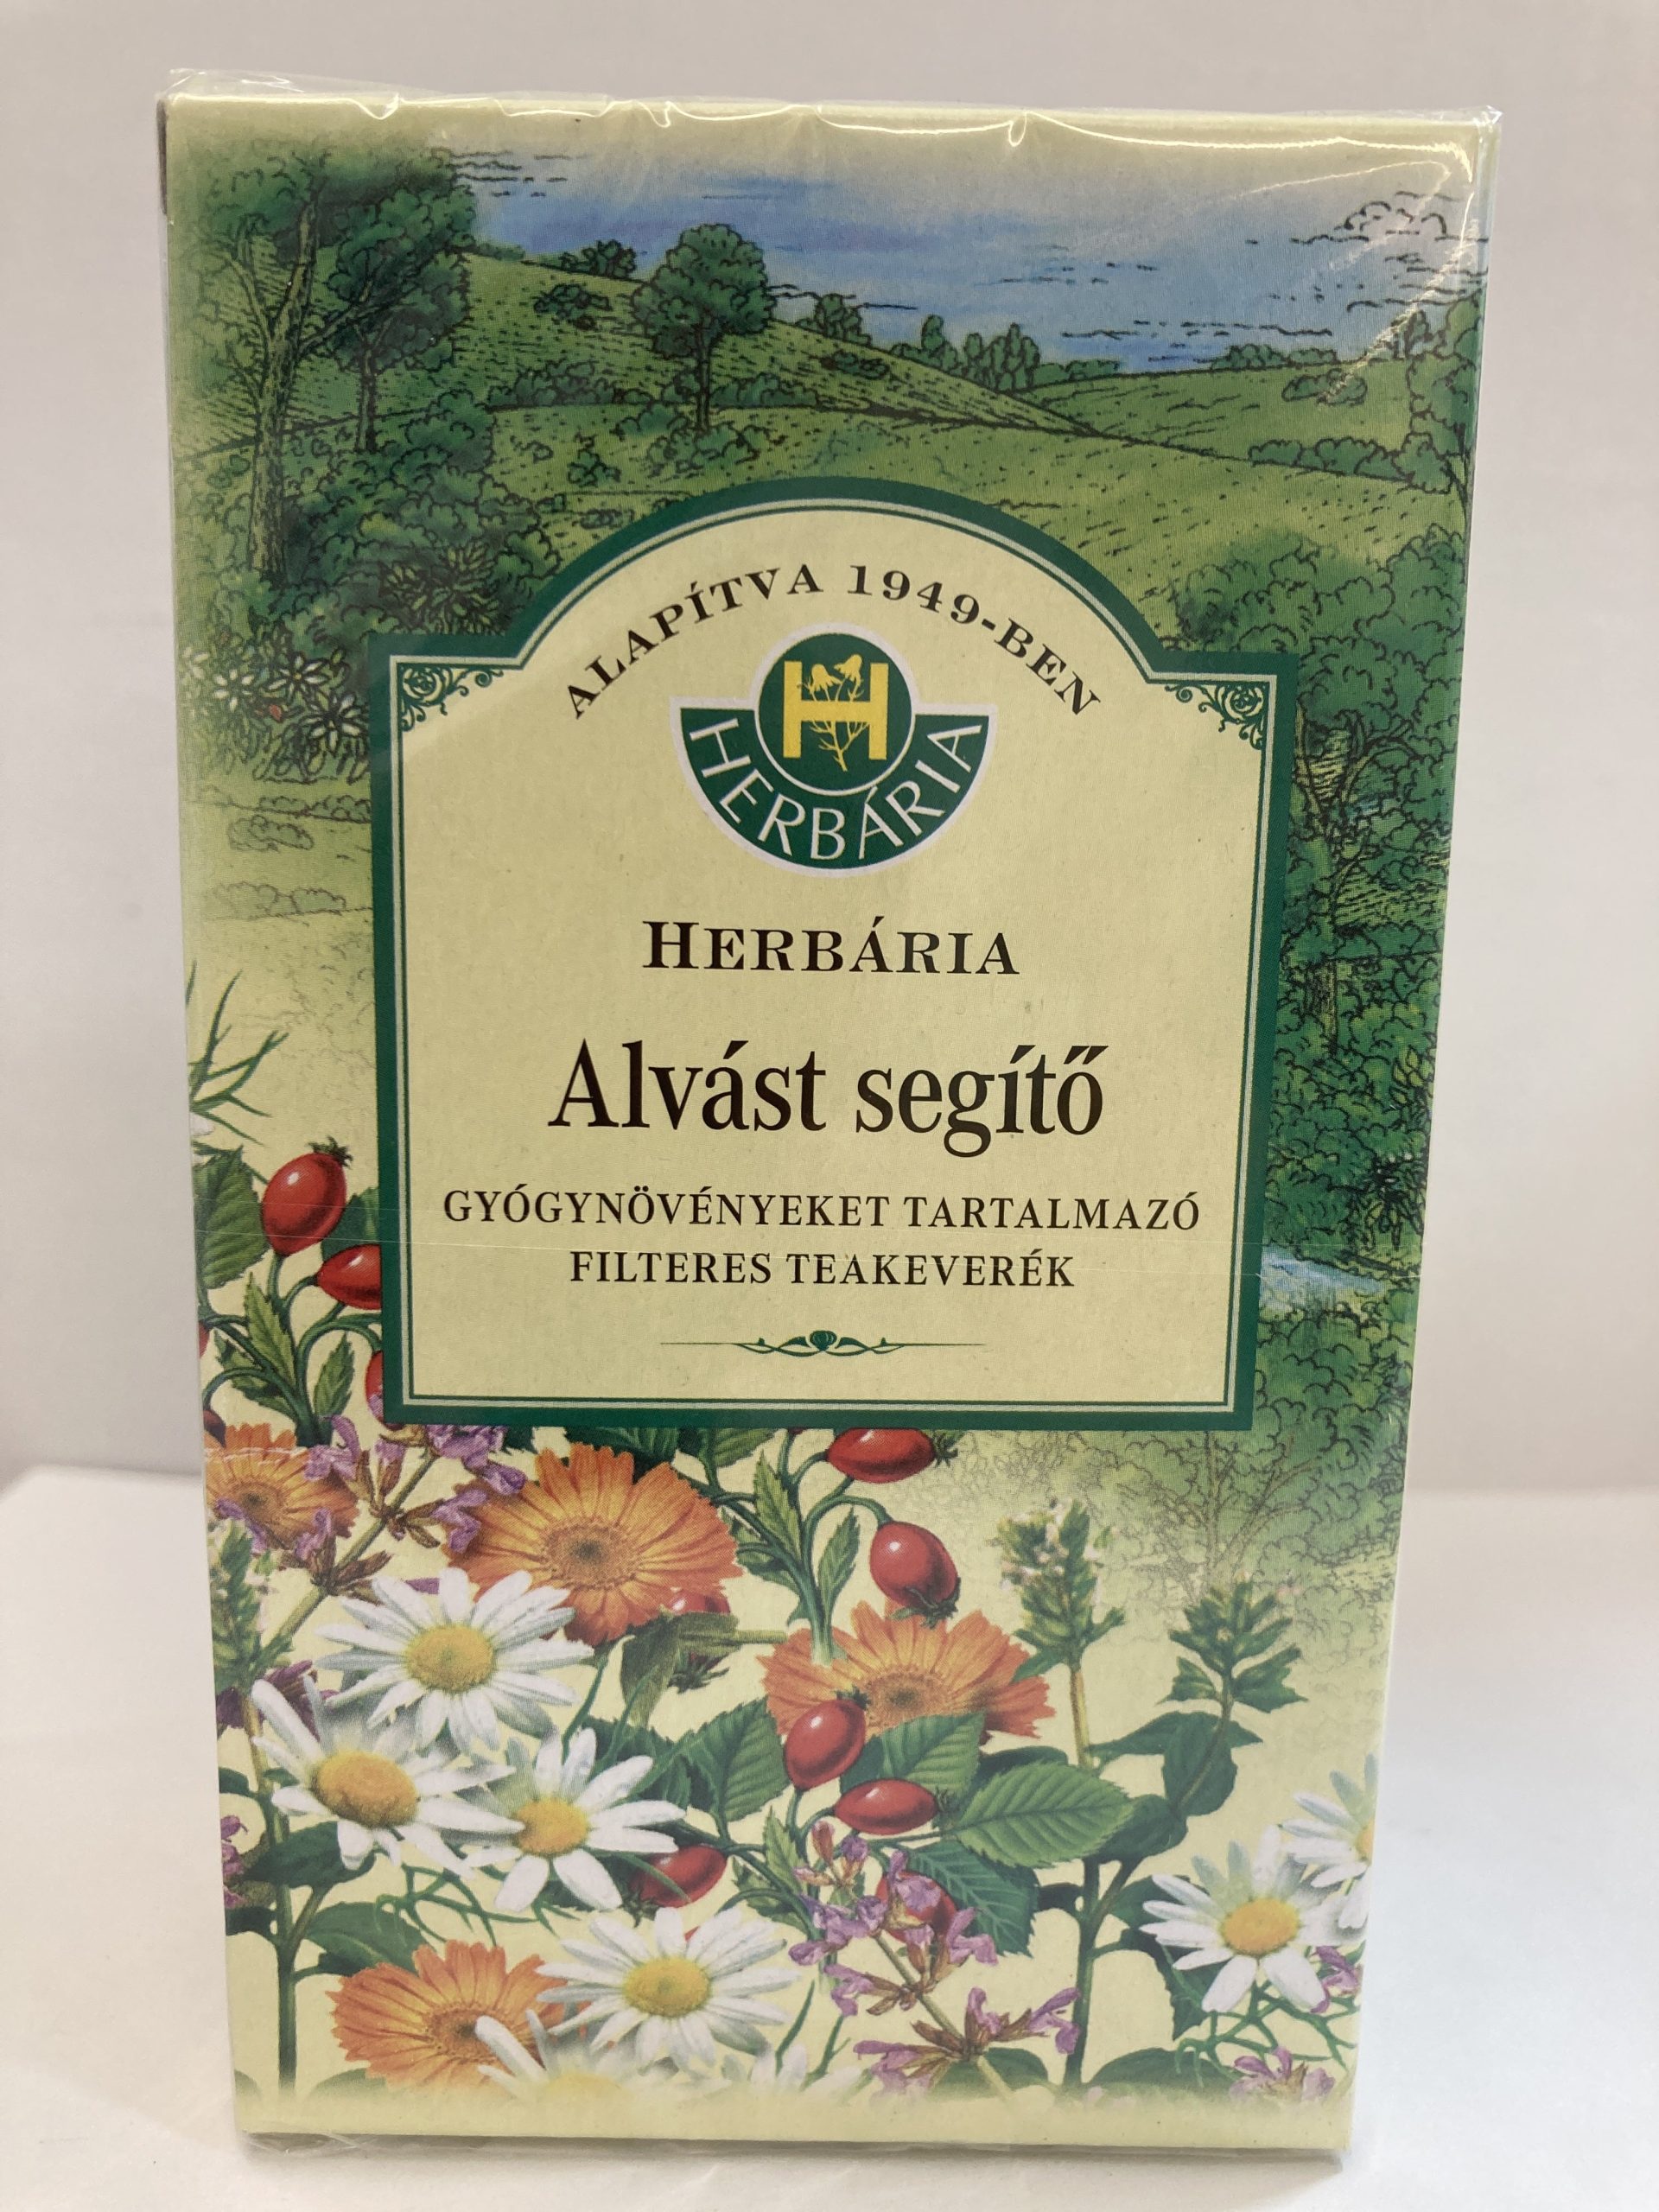 ALAPÍTVA 1949-BEN
H
HERBÁRIA
HERBÁRIA
Alvást segítő
GYÓGYNÖVÉNYEKET TARTALMAZÓ
FILTERES TEAKEVERÉK